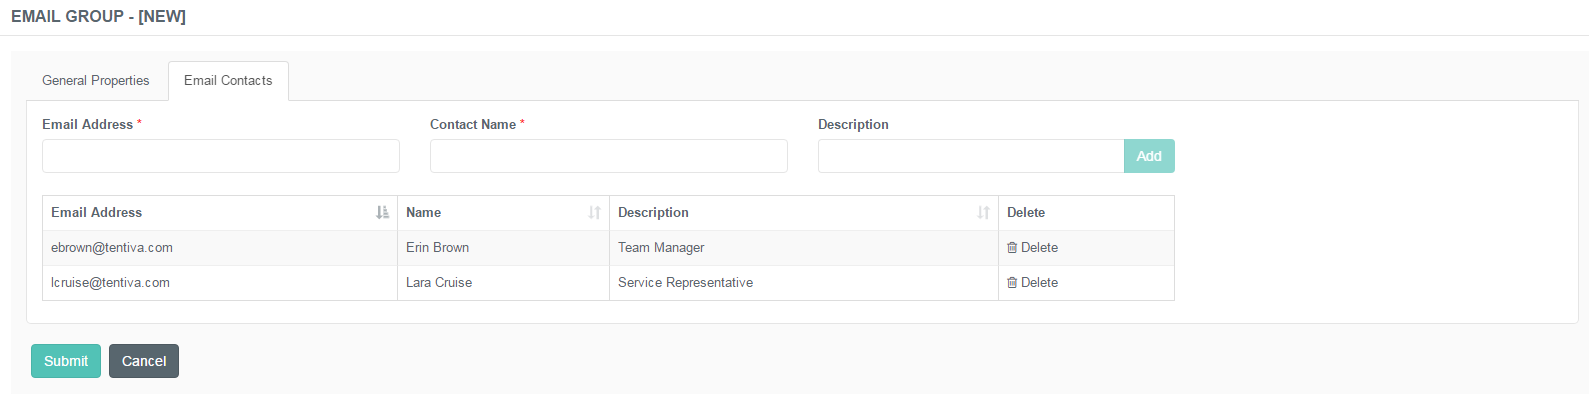 EMAIL GROUP - [NEW]
General Properties Email Contacts
Email Address * Contact Name * Description
Add
Email Address Name Description Delete
ebrown@tentiva.com Erin Brown Team Manager Delete
lcruise@tentiva.com Lara Cruise Service Representative Delete
Submit Cancel